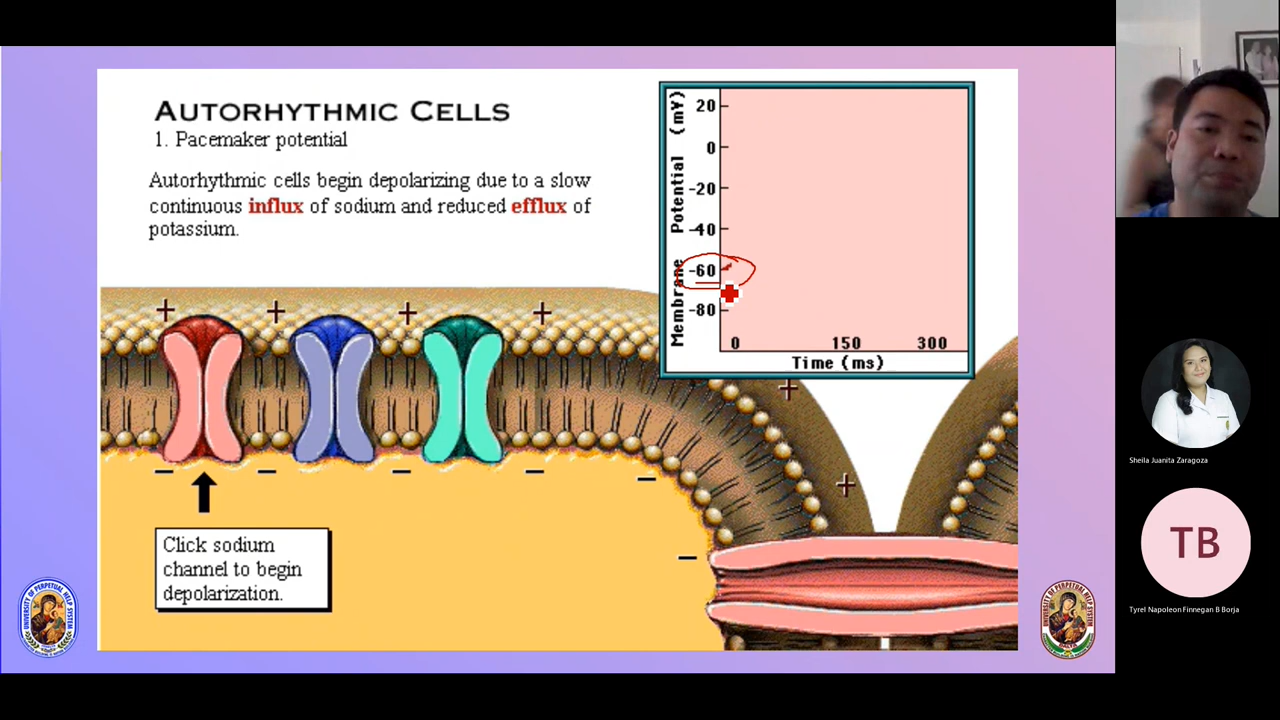 AUTORHYTHMIC CELLS
1. Pacemaker potential
Autorhythmic cells begin depolarizing due to a slow
continuous influx of sodium and reduced efflux of
potassium.
Membrane Potential (mV)
20
0
-20
-40
-60
-80
0 150 300
Time (ms)
+ + + + + +
- - - - - -
Click sodium
channel to begin
depolarization.
Sheila Juanita Zaragoza
TB
Tyrel Napoleon Finnegan B Borja